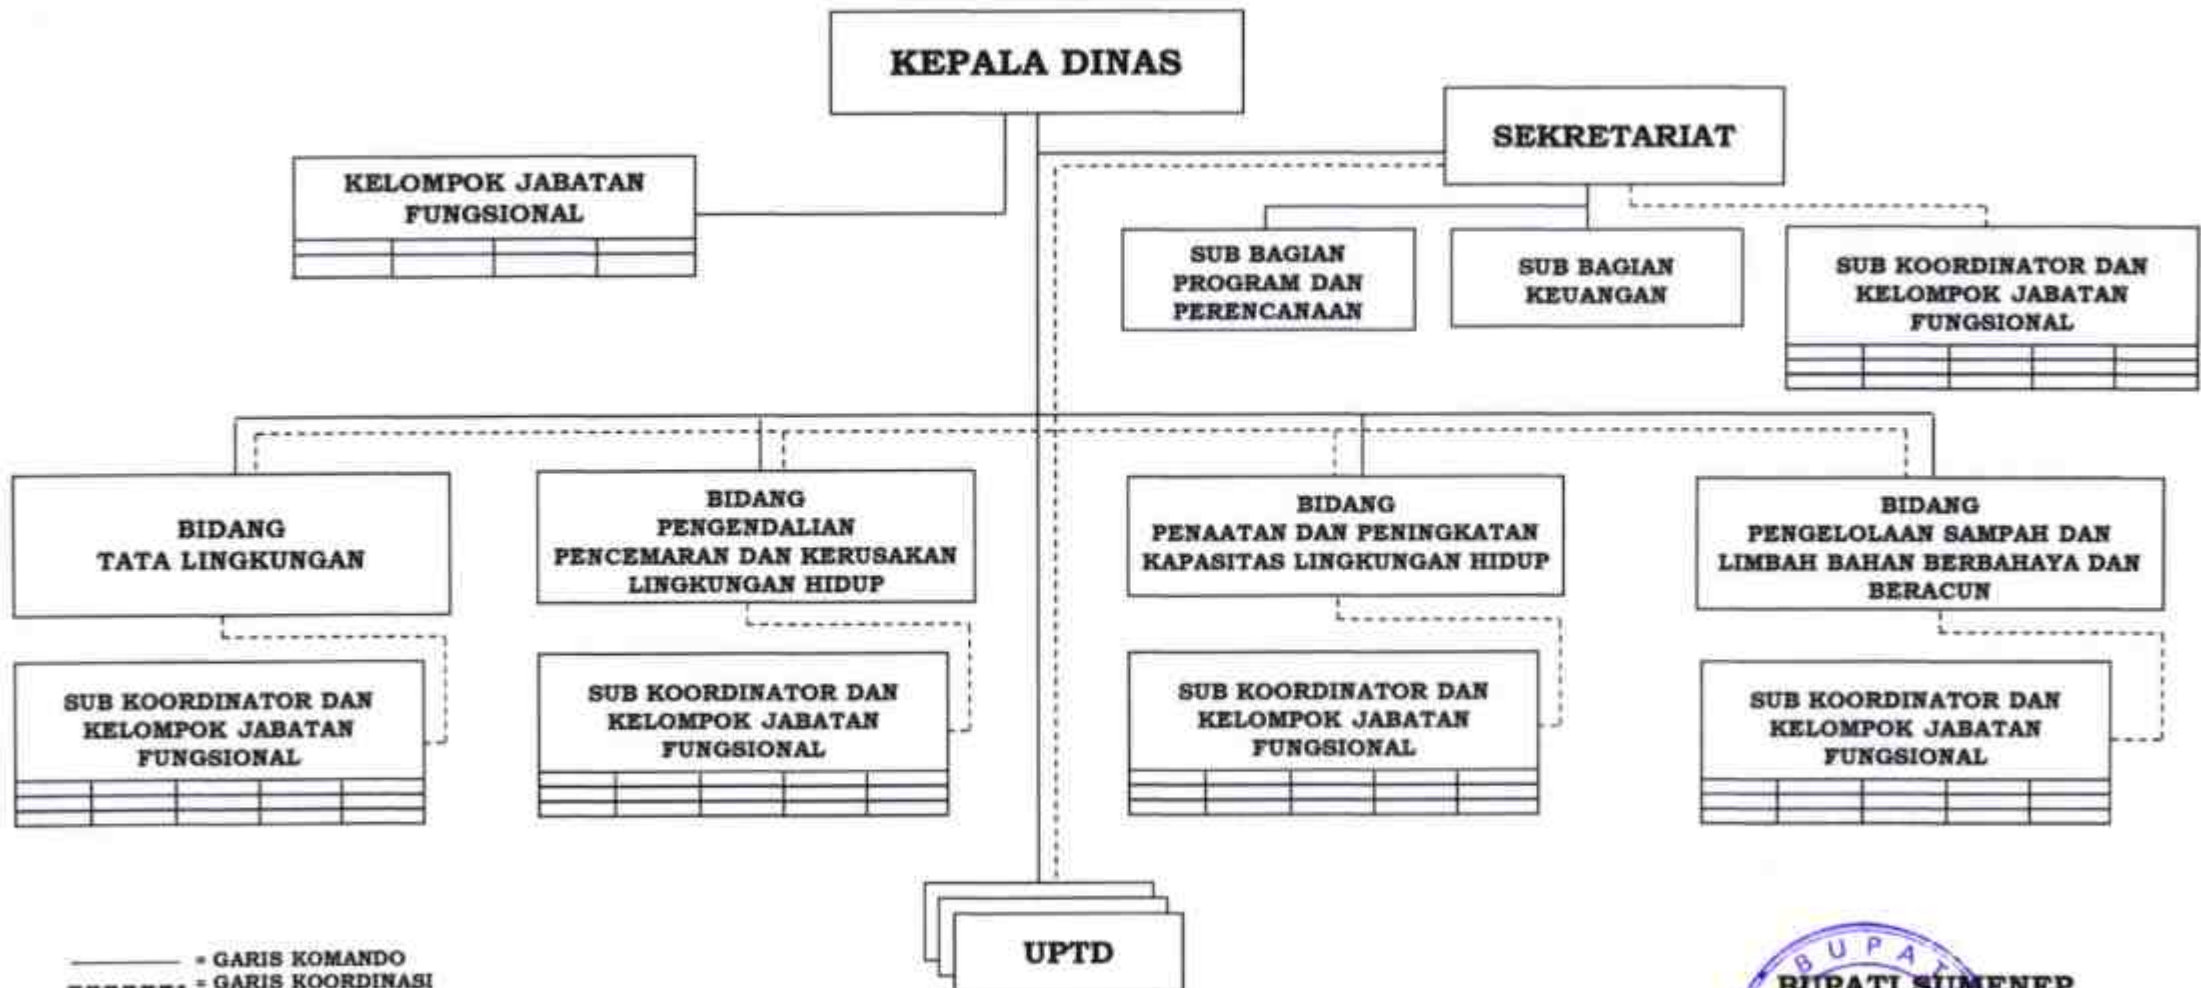 KEPALA DINAS
SEKRETARIAT
KELOMPOK JABATAN
FUNGSIONAL
SUB BAGIAN
PROGRAM DAN
PERENCANAAN
SUB BAGIAN
KEUANGAN
SUB KOORDINATOR DAN
KELOMPOK JABATAN
FUNGSIONAL
BIDANG
TATA LINGKUNGAN
BIDANG
PENGENDALIAN
PENCEMARAN DAN KERUSAKAN
LINGKUNGAN HIDUP
BIDANG
PENAATAN DAN PENINGKATAN
KAPASITAS LINGKUNGAN HIDUP
BIDANG
PENGELOLAAN SAMPAH DAN
LIMBAH BAHAN BERBAHAYA DAN
BERACUN
SUB KOORDINATOR DAN
KELOMPOK JABATAN
FUNGSIONAL
SUB KOORDINATOR DAN
KELOMPOK JABATAN
FUNGSIONAL
SUB KOORDINATOR DAN
KELOMPOK JABATAN
FUNGSIONAL
SUB KOORDINATOR DAN
KELOMPOK JABATAN
FUNGSIONAL
UPTD
= GARIS KOMANDO
= GARIS KOORDINASI
BUPAT
BUPATI SUMENEP